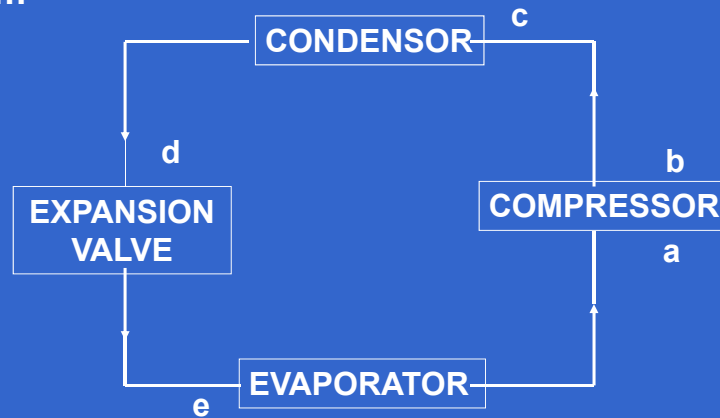 c
CONDENSOR
d
b
EXPANSION
VALVE
COMPRESSOR
a
EVAPORATOR
e